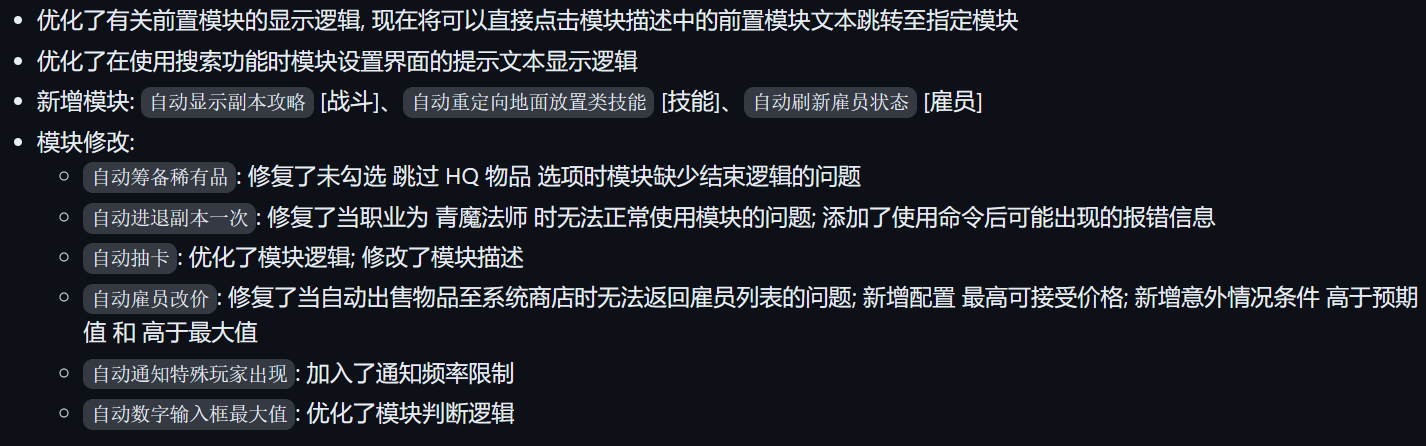 优化了有关前置模块的显示逻辑, 现在将可以直接点击模块描述中的前置模块文本跳转至指定模块
优化了在使用搜索功能时模块设置界面的提示文本显示逻辑
新增模块: 自动显示副本攻略 [战斗]、自动重定向地面放置类技能 [技能]、自动刷新雇员状态 [雇员]
模块修改:
自动筹备稀有品: 修复了未勾选 跳过 HQ 物品 选项时模块缺少结束逻辑的问题
自动进退副本一次: 修复了当职业为 青魔法师 时无法正常使用模块的问题; 添加了使用命令后可能出现的报错信息
自动抽卡: 优化了模块逻辑; 修改了模块描述
自动雇员改价: 修复了当自动出售物品至系统商店时无法返回雇员列表的问题; 新增配置 最高可接受价格; 新增意外情况条件 高于预期
值 和 高于最大值
自动通知特殊玩家出现: 加入了通知频率限制
自动数字输入框最大值: 优化了模块判断逻辑